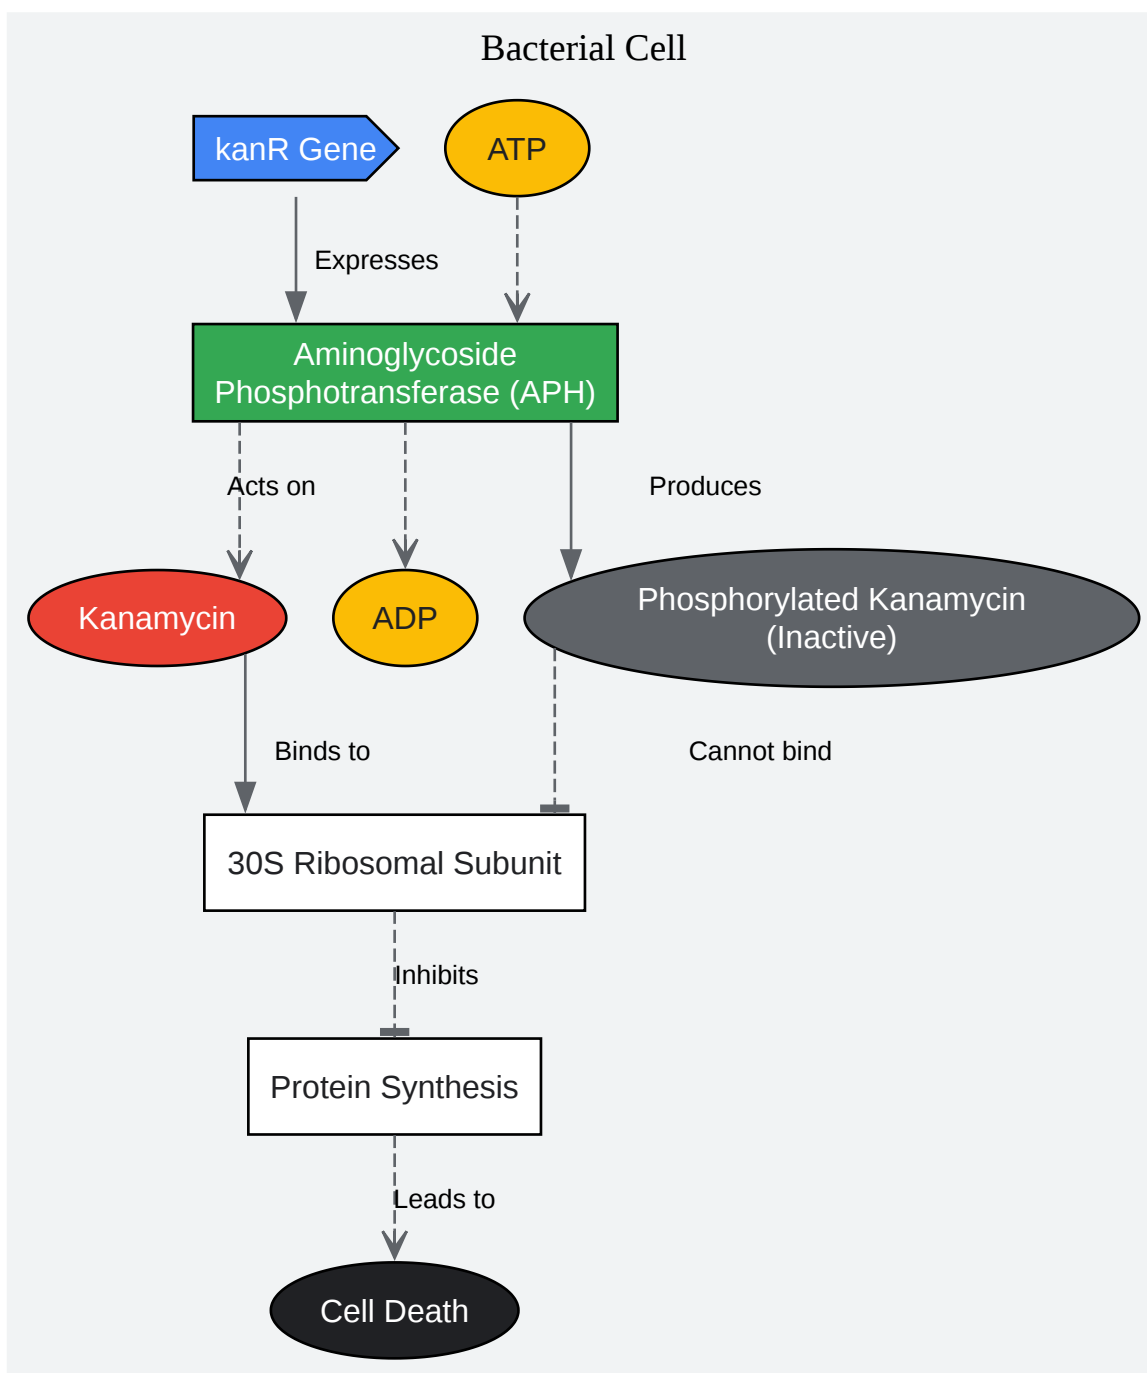 Bacterial Cell
kanR Gene
ATP
Expresses
Aminoglycoside
Phosphotransferase (APH)
Acts on
Produces
Kanamycin
ADP
Phosphorylated Kanamycin
(Inactive)
Binds to
Cannot bind
30S Ribosomal Subunit
Inhibits
Protein Synthesis
Leads to
Cell Death